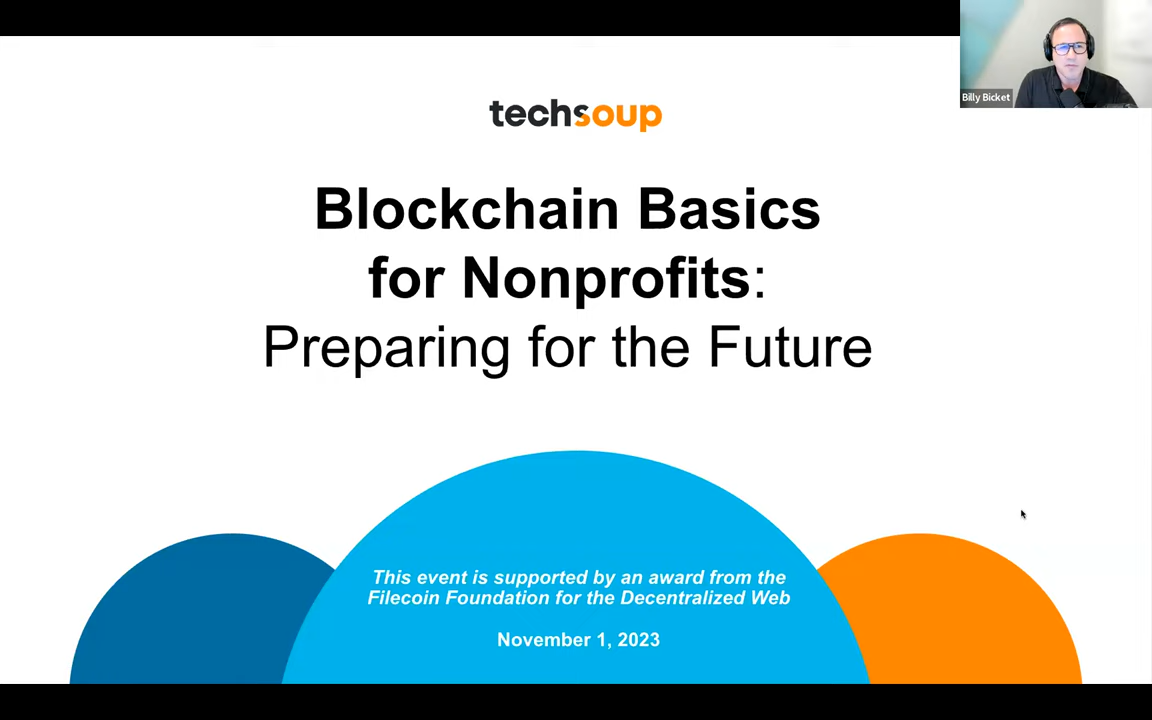 Billy Bicket
techsoup
Blockchain Basics
for Nonprofits:
Preparing for the Future
This event is supported by an award from the
Filecoin Foundation for the Decentralized Web
November 1, 2023